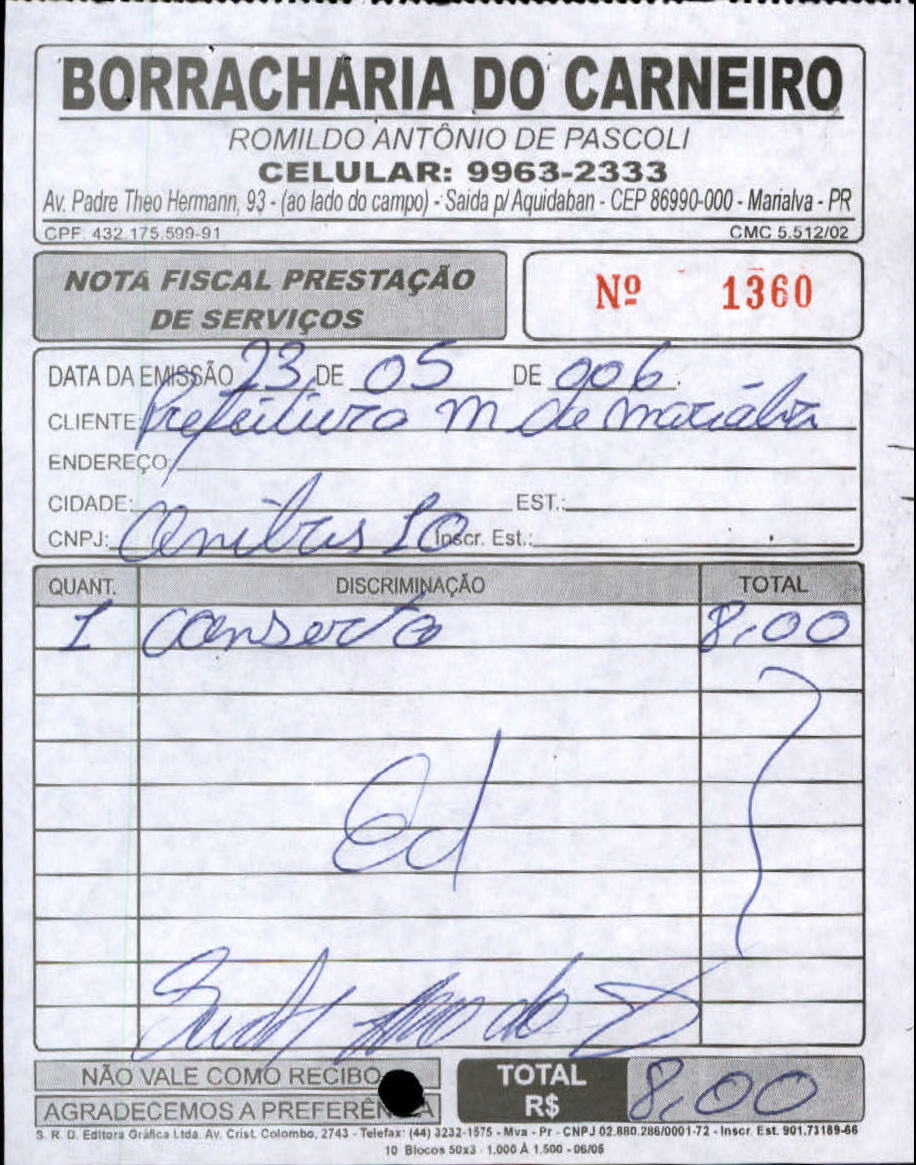 BORRACHARIA DO CARNEIRO
ROMILDO ANTÔNIO DE PASCOLI
CELULAR: 9963-2333
Av. Padre Theo Hermann, 93 - (ao lado do campo) - Saida p/ Aquidaban - CEP 86990-000 - Marialva - PR
CPF: 432.175.599-91 CMC 5.512/02
NOTA FISCAL PRESTAÇÃO
DE SERVIÇOS
Nº 1360
DATA DA EMISSÃO 23 DE 05 DE 006
CLIENTE Prefeitura M de Marialva
ENDEREÇO:
CIDADE: EST.:
CNPJ: Inscr. Est.:
QUANT. DISCRIMINAÇÃO TOTAL
1 conserto 8,00
Ed
NÃO VALE COMO RECIBO
AGRADECEMOS A PREFERÊNCIA
TOTAL
R$ 8,00
S. R. D. Editora Gráfica Ltda. Av. Crist. Colombo, 2743 - Telefax: (44) 3232-1575 - Mva - Pr - CNPJ 02.880.286/0001-72 - Inscr. Est. 901.73189-66
10 Blocos 50x3 - 1.000 À 1.500 - 06/05